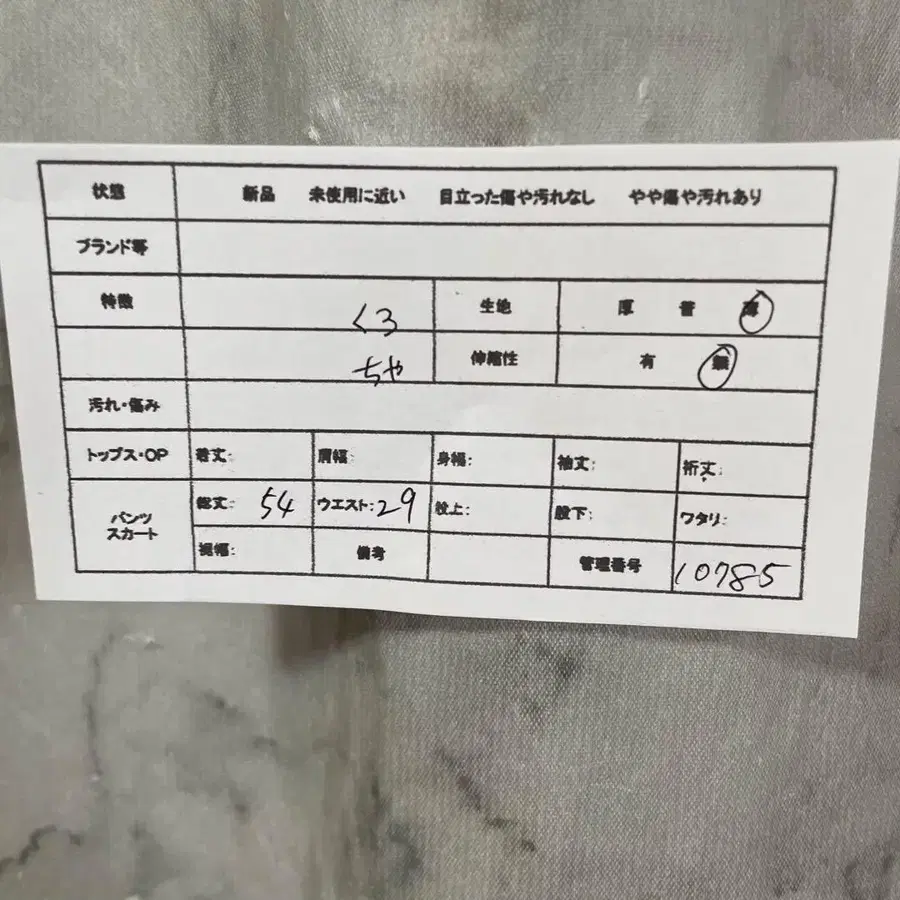 状態 新品 未使用に近い 目立った傷や汚れなし やや傷や汚れあり
ブランド等
特徴 くろ 生地 厚 普 薄
ちゃ 伸縮性 有 無
汚れ・傷み
トップス・OP 着丈: 肩幅: 身幅: 袖丈: 裄丈:
パンツ スカート 総丈: 54 ウエスト: 29 股上: 股下: ワタリ:
裾幅: 備考 管理番号 10785